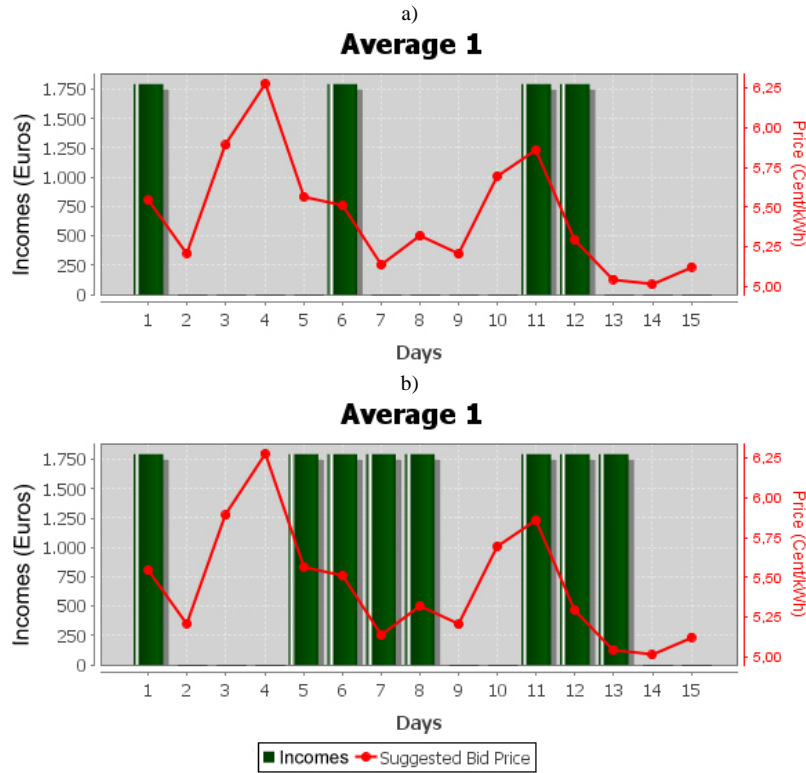 a)
Average 1
Incomes (Euros)
1.750
1.500
1.250
1.000
750
500
250
0
6,25
6,00
5,75
5,50
5,25
5,00
Price (Cent/kWh)
1 2 3 4 5 6 7 8 9 10 11 12 13 14 15
Days
b)
Average 1
Incomes (Euros)
1.750
1.500
1.250
1.000
750
500
250
0
6,25
6,00
5,75
5,50
5,25
5,00
Price (Cent/kWh)
1 2 3 4 5 6 7 8 9 10 11 12 13 14 15
Days
Incomes Suggested Bid Price